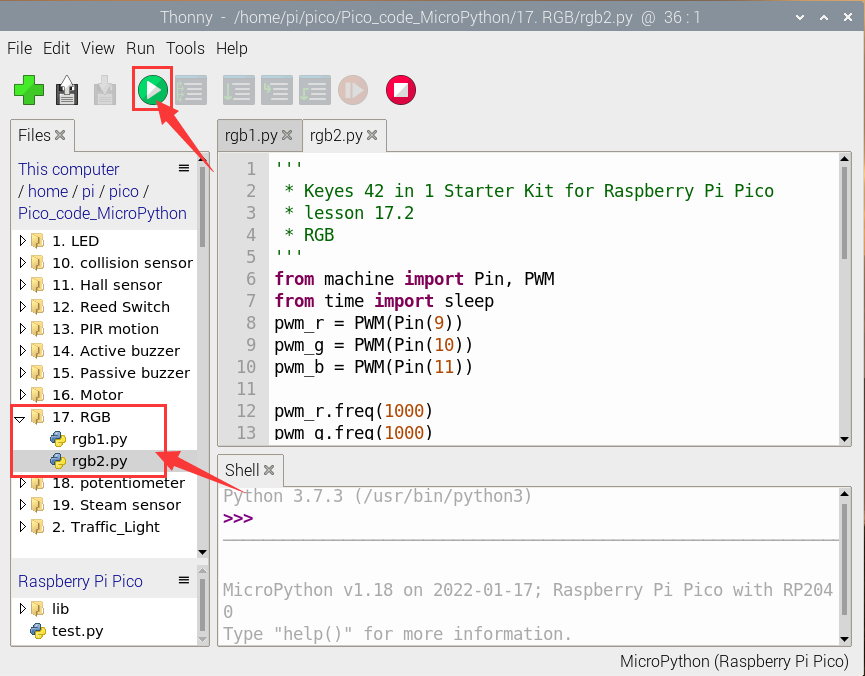 Thonny - /home/pi/pico/Pico_code_MicroPython/17. RGB/rgb2.py @ 36 : 1
File Edit View Run Tools Help
Files
This computer
/ home / pi / pico /
Pico_code_MicroPython
1. LED
10. collision sensor
11. Hall sensor
12. Reed Switch
13. PIR motion
14. Active buzzer
15. Passive buzzer
16. Motor
17. RGB
rgb1.py
rgb2.py
18. potentiometer
19. Steam sensor
2. Traffic_Light
Raspberry Pi Pico
lib
test.py
rgb1.py rgb2.py
1 '''
2 * Keyes 42 in 1 Starter Kit for Raspberry Pi Pico
3 * lesson 17.2
4 * RGB
5 '''
6 from machine import Pin, PWM
7 from time import sleep
8 pwm_r = PWM(Pin(9))
9 pwm_g = PWM(Pin(10))
10 pwm_b = PWM(Pin(11))
11
12 pwm_r.freq(1000)
13 pwm_g.freq(1000)
Shell
Python 3.7.3 (/usr/bin/python3)
>>>
MicroPython v1.18 on 2022-01-17; Raspberry Pi Pico with RP204
0
Type "help()" for more information.
MicroPython (Raspberry Pi Pico)